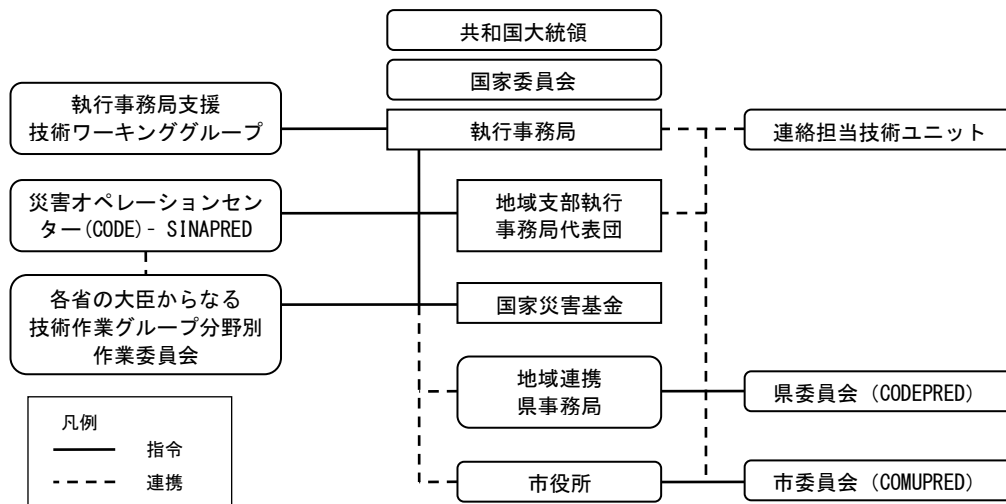 共和国大統領
国家委員会
執行事務局支援
技術ワーキンググループ
執行事務局
連絡担当技術ユニット
災害オペレーションセン
ター(CODE)- SINAPRED
地域支部執行
事務局代表団
各省の大臣からなる
技術作業グループ分野別
作業委員会
国家災害基金
地域連携
県事務局
県委員会（CODEPRED）
市役所
市委員会（COMUPRED）
凡例
指令
連携